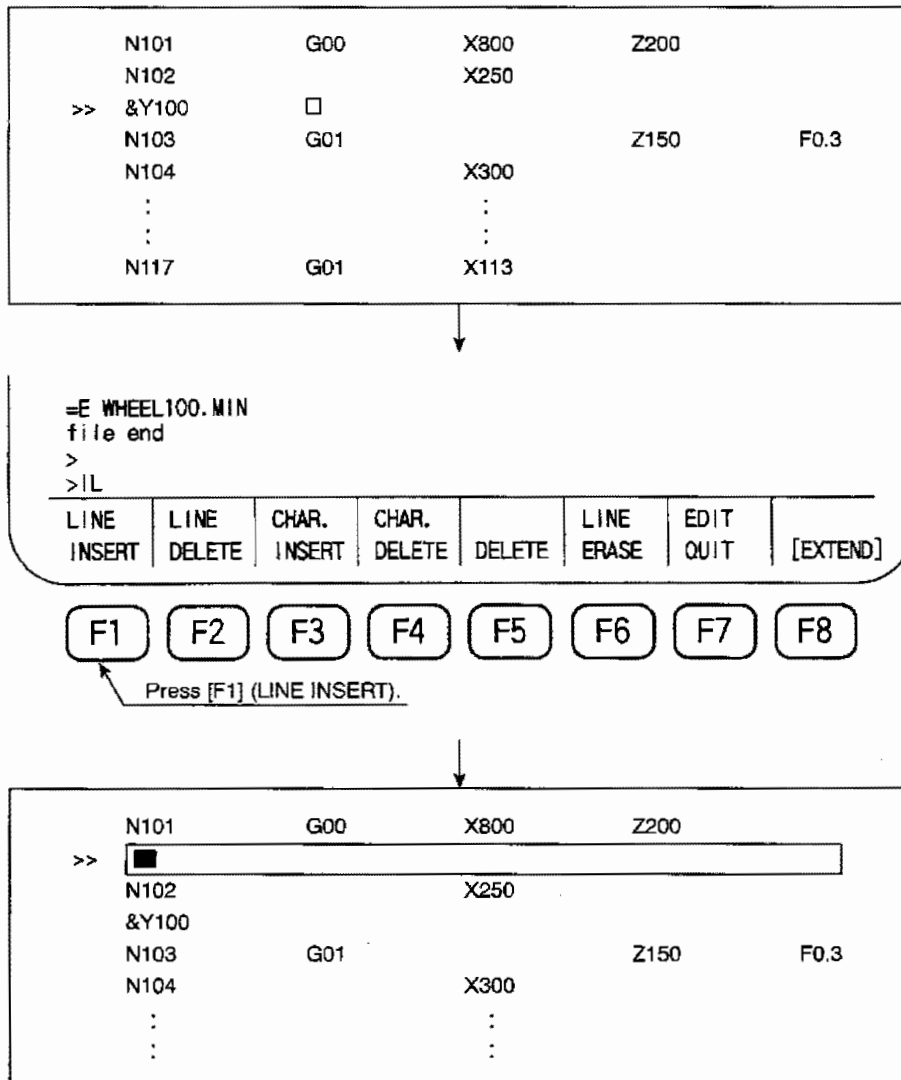 N101 G00 X800 Z200
N102 X250
>> &Y100 □
N103 G01 Z150 F0.3
N104 X300
: :
: :
N117 G01 X113
=E WHEEL100.MIN
file end
>
>IL
LINE INSERT LINE DELETE CHAR. INSERT CHAR. DELETE DELETE LINE ERASE EDIT QUIT [EXTEND]
F1 F2 F3 F4 F5 F6 F7 F8
Press [F1] (LINE INSERT).
N101 G00 X800 Z200
>> ■
N102 X250
&Y100
N103 G01 Z150 F0.3
N104 X300
: :
: :